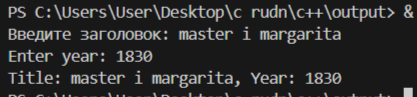 PS C:\Users\User\Desktop\c rudn\c++\output> &
Введите заголовок: master i margarita
Enter year: 1830
Title: master i margarita, Year: 1830